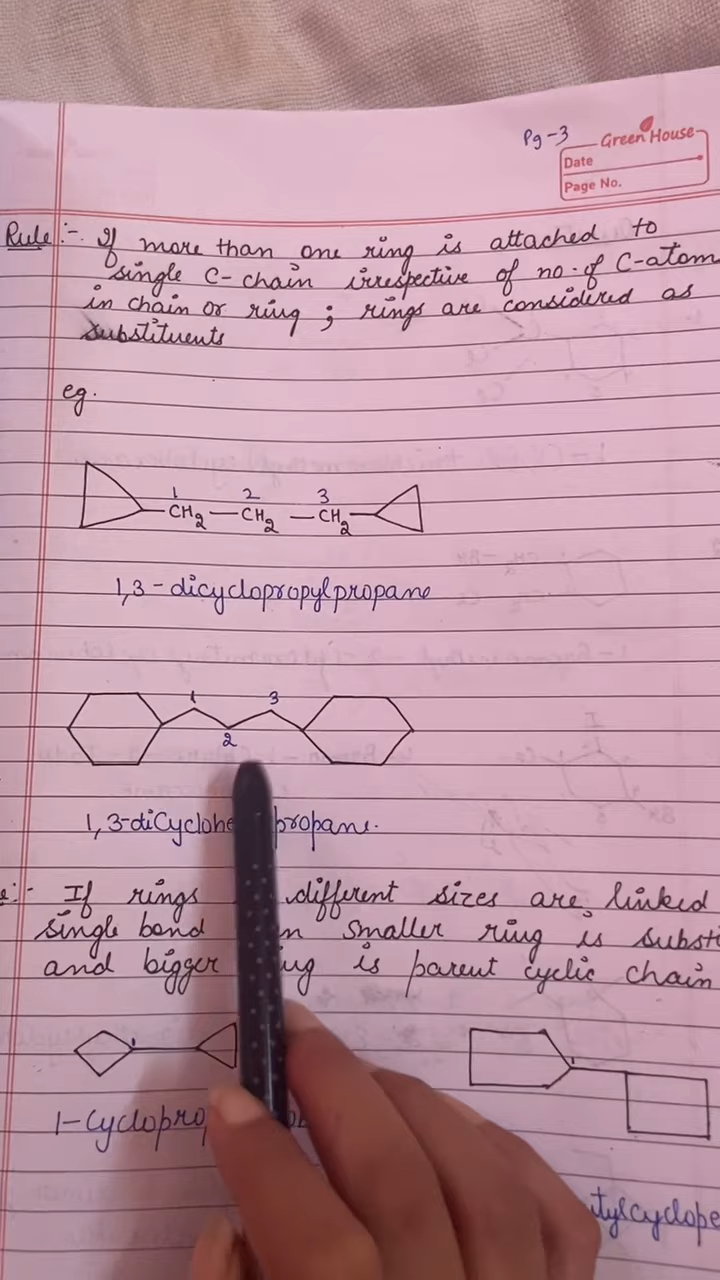 Pg-3
Green House
Date
Page No.
Rule :- If more than one ring is attached to
single C-chain irrespective of no. of C-atom
in chain or ring ; rings are considered as
substituents
eg.
1 2 3
CH2 — CH2 — CH2
1,3-dicyclopropylpropane
1 3
2
1,3-diCyclohe propane.
e:- If rings different sizes are linked
single bond smaller ring is substi
and bigger is parent cyclic chain
1-Cyclopro
utylcyclope